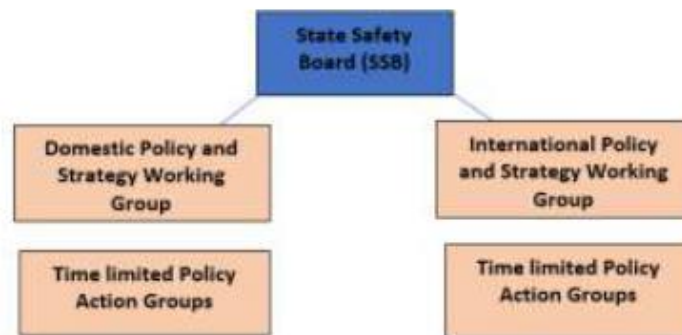 State Safety
Board (SSB)
Domestic Policy and
Strategy Working
Group
International Policy
and Strategy Working
Group
Time limited Policy
Action Groups
Time limited Policy
Action Groups